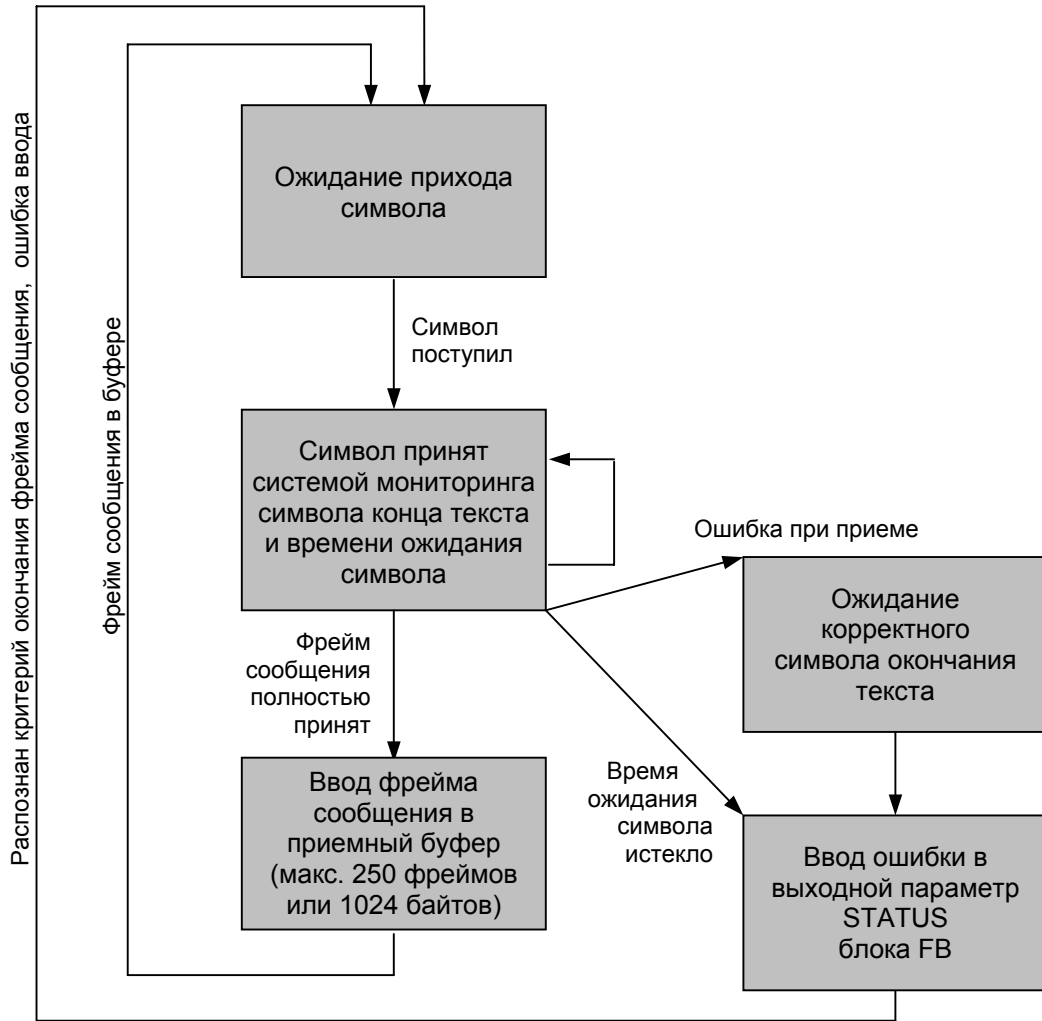 Распознан критерий окончания фрейма сообщения, ошибка ввода
Фрейм сообщения в буфере
Ожидание прихода
символа
Символ
поступил
Символ принят
системой мониторинга
символа конца текста
и времени ожидания
символа
Ошибка при приеме
Ожидание
корректного
символа окончания
текста
Фрейм
сообщения
полностью
принят
Время
ожидания
символа
истекло
Ввод фрейма
сообщения в
приемный буфер
(макс. 250 фреймов
или 1024 байтов)
Ввод ошибки в
выходной параметр
STATUS
блока FB